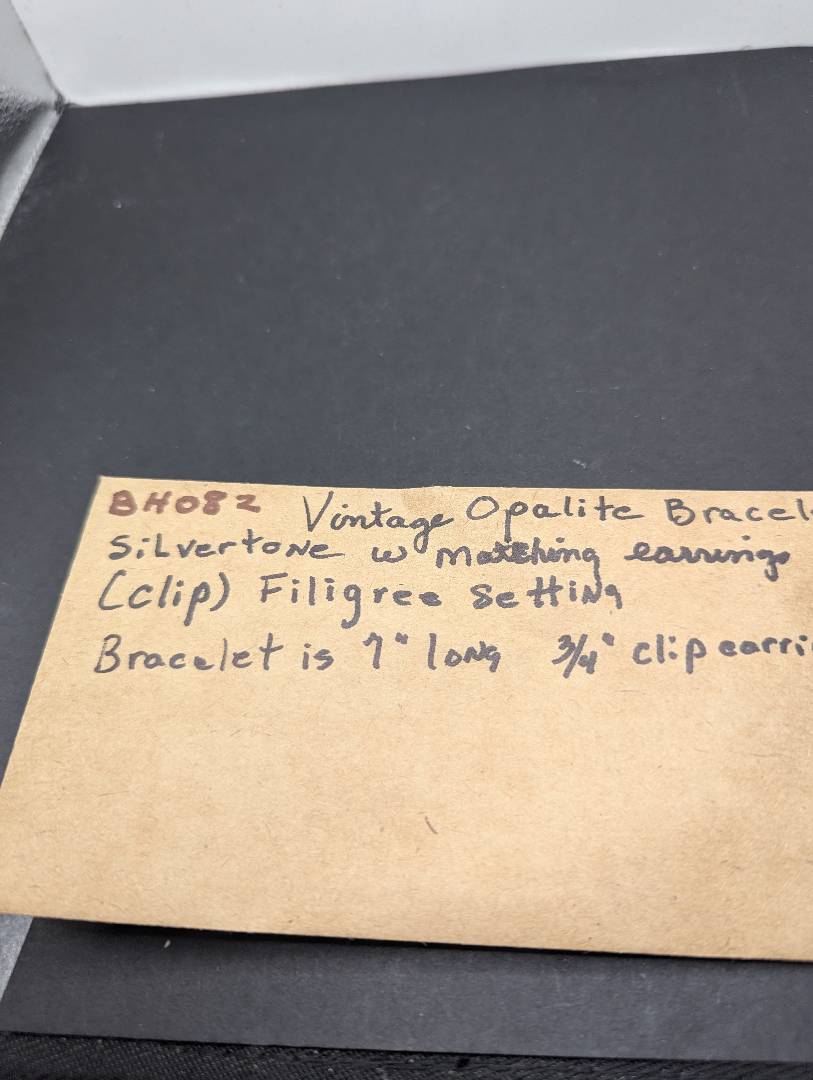 BH082 Vintage Opalite Bracel
SiLvertoNe w Matching earrings
(clip) Filigree SettiNg
Bracelet is 7" loNg 3/4" clip earri